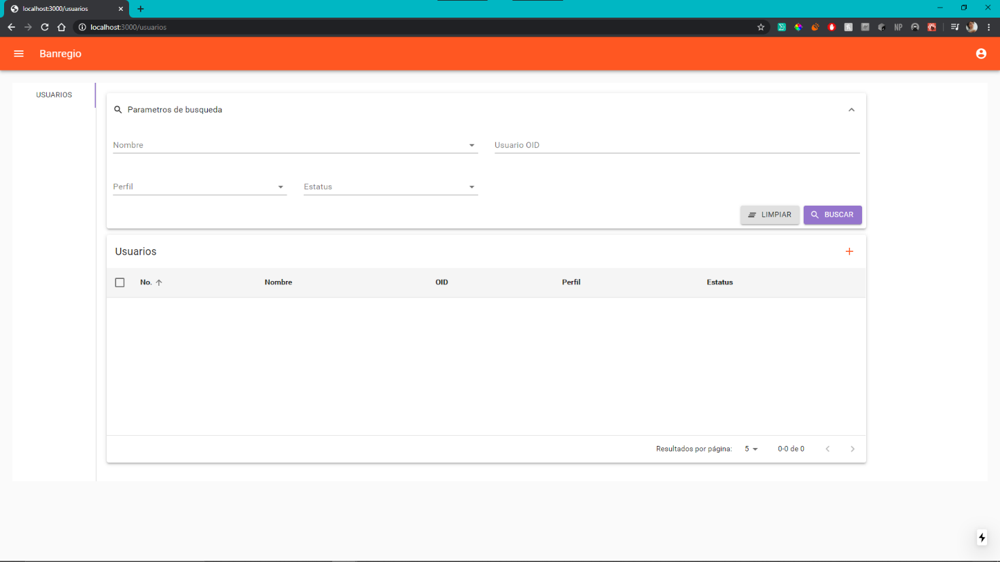 localhost:3000/usuarios
localhost:3000/usuarios
NP
Banregio
USUARIOS
Parametros de busqueda
Nombre
Usuario OID
Perfil
Estatus
LIMPIAR
BUSCAR
Usuarios
No. Nombre OID Perfil Estatus
Resultados por página: 5 0-0 de 0